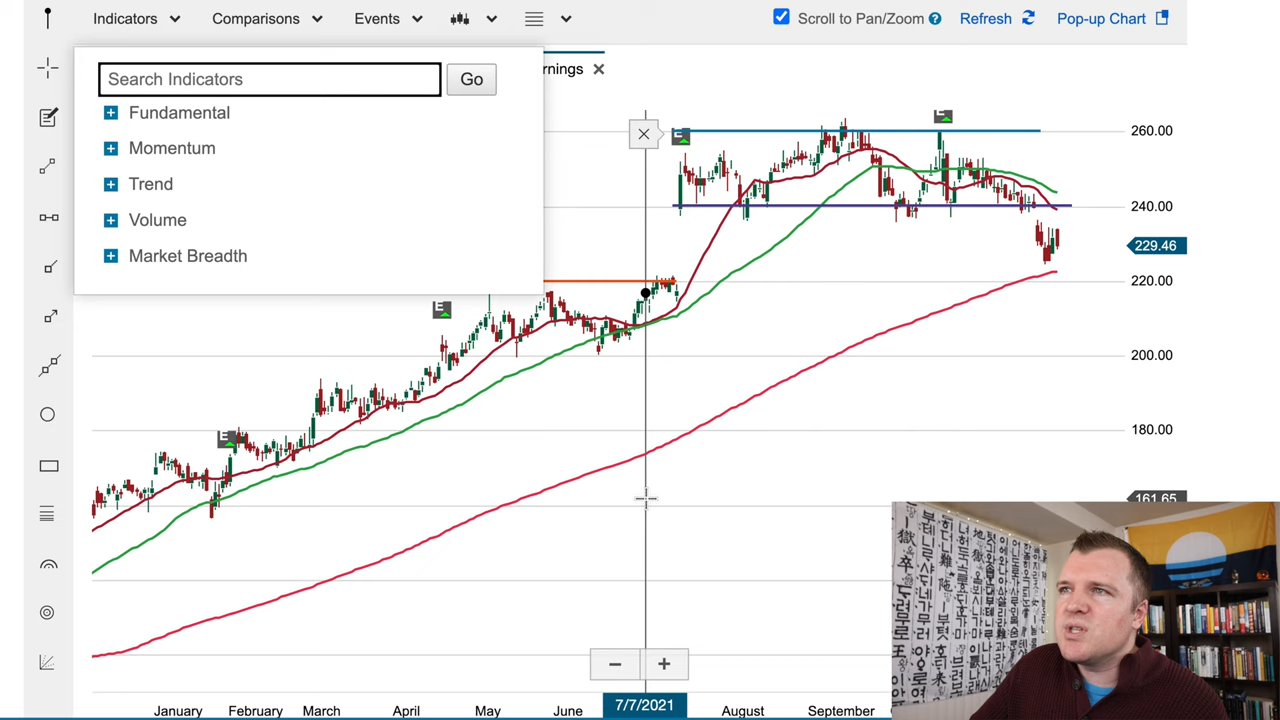 Indicators
Comparisons
Events
Scroll to Pan/Zoom
?
Refresh
Pop-up Chart
Search Indicators
Go
Fundamental
Momentum
Trend
Volume
Market Breadth
rnings
E
E
E
E
260.00
240.00
229.46
220.00
200.00
180.00
161.65
January
February
March
April
May
June
7/7/2021
August
September